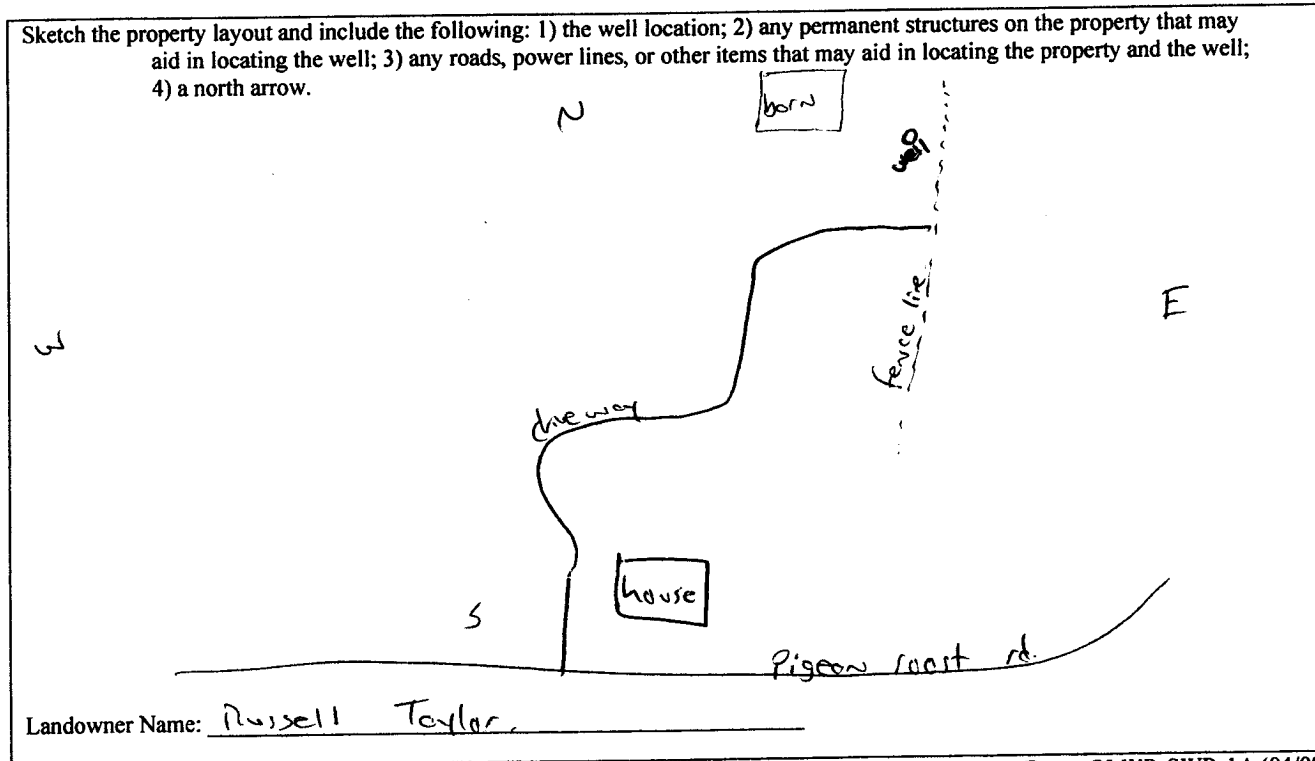 Sketch the property layout and include the following: 1) the well location; 2) any permanent structures on the property that may
aid in locating the well; 3) any roads, power lines, or other items that may aid in locating the property and the well;
4) a north arrow.
N
born
well
E
fence line
W
driveway
house
S
Pigeon roost rd.
Landowner Name: Russell Taylor